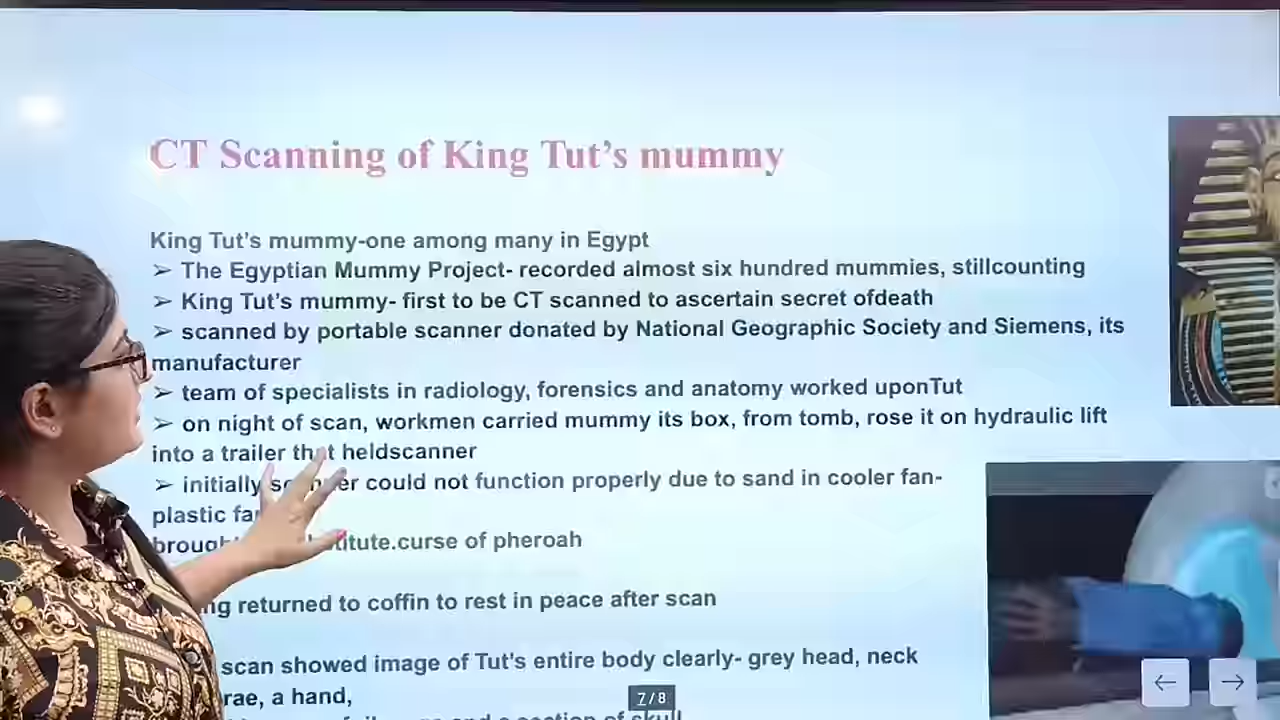 CT Scanning of King Tut's mummy
King Tut's mummy-one among many in Egypt
➢ The Egyptian Mummy Project- recorded almost six hundred mummies, stillcounting
➢ King Tut's mummy- first to be CT scanned to ascertain secret ofdeath
➢ scanned by portable scanner donated by National Geographic Society and Siemens, its
manufacturer
➢ team of specialists in radiology, forensics and anatomy worked uponTut
➢ on night of scan, workmen carried mummy its box, from tomb, rose it on hydraulic lift
into a trailer that heldscanner
➢ initially could not function properly due to sand in cooler fan-
plastic
curse of pheroah
returned to coffin to rest in peace after scan
scan showed image of Tut's entire body clearly- grey head, neck
a hand,
and a section of skull
7/8